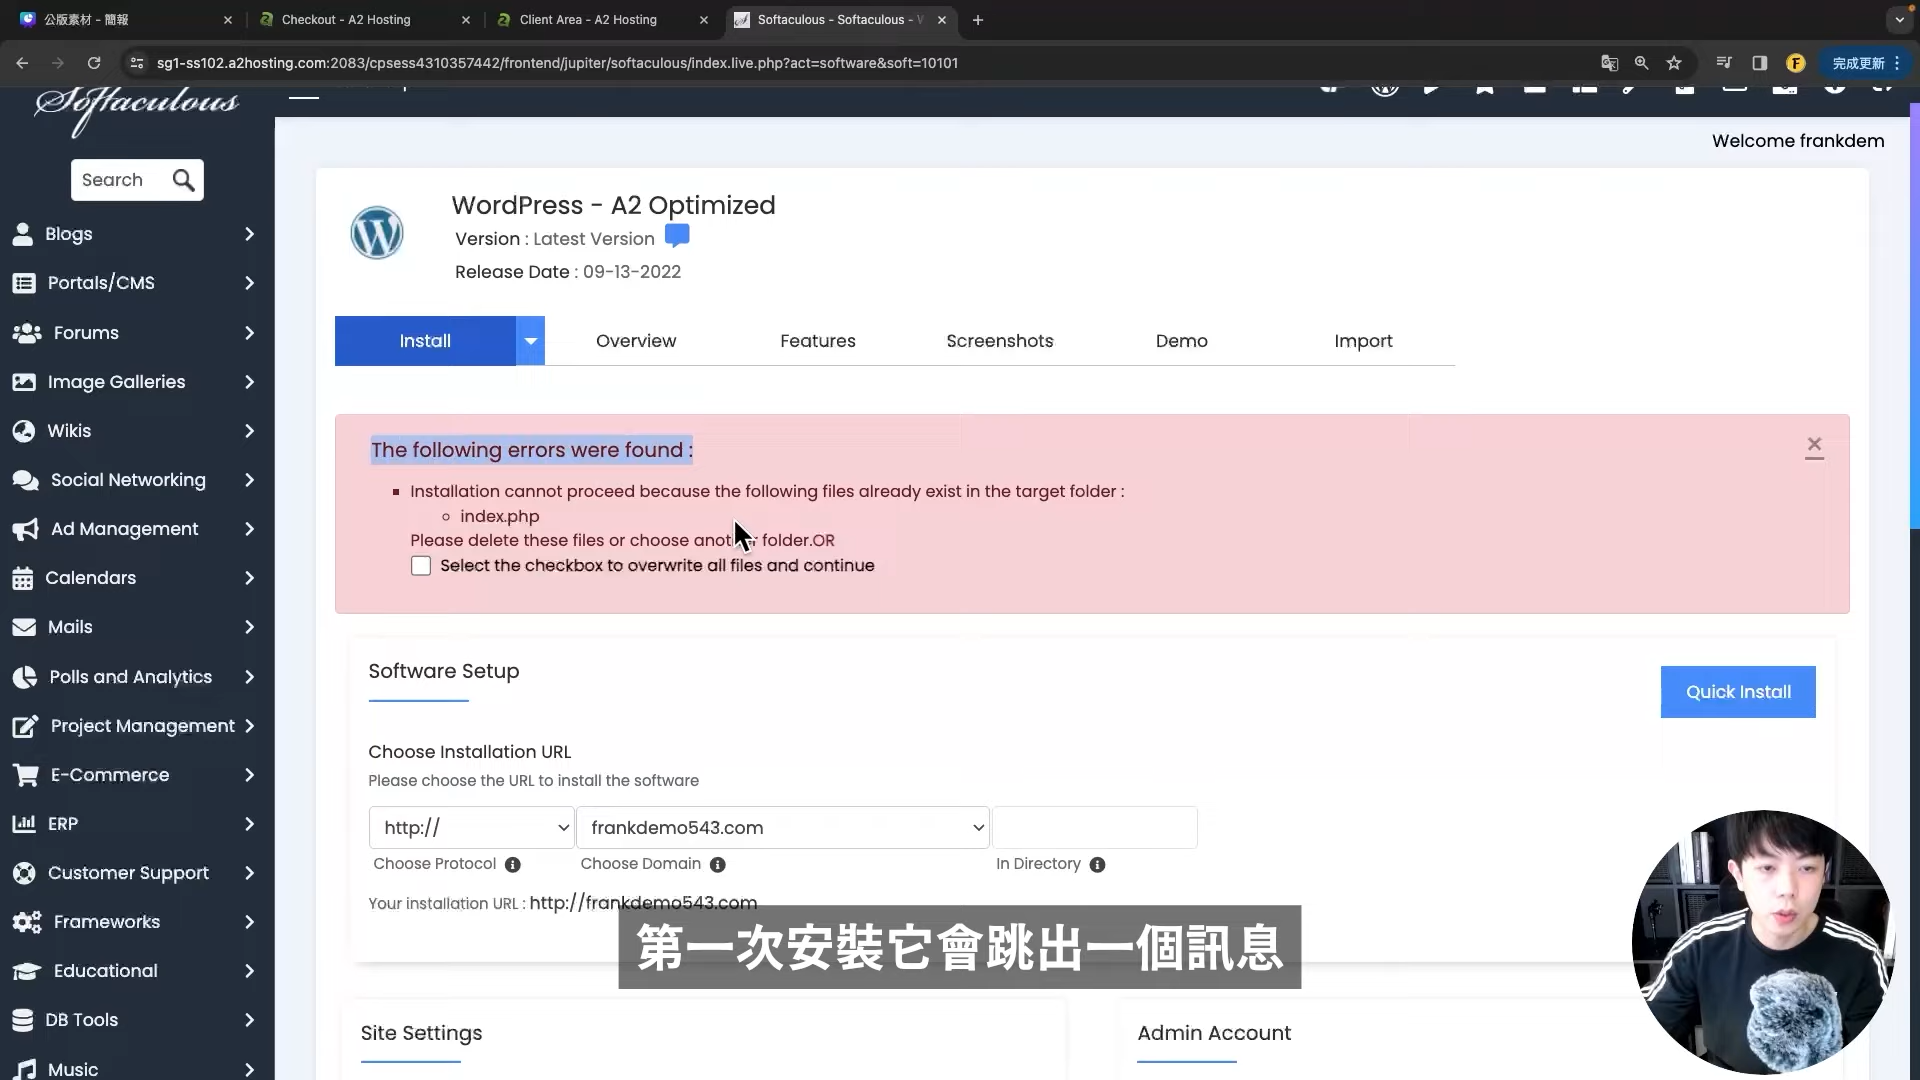 公版素材 - 簡報
Checkout - A2 Hosting
Client Area - A2 Hosting
Softaculous - Softaculous -
sg1-ss102.a2hosting.com:2083/cpsess4310357442/frontend/jupiter/softaculous/index.live.php?act=software&soft=10101
F
完成更新
Softaculous
Welcome frankdem
Search
Blogs
Portals/CMS
Forums
Image Galleries
Wikis
Social Networking
Ad Management
Calendars
Mails
Polls and Analytics
Project Management
E-Commerce
ERP
Customer Support
Frameworks
Educational
DB Tools
Music
WordPress - A2 Optimized
Version : Latest Version
Release Date : 09-13-2022
Install
Overview
Features
Screenshots
Demo
Import
The following errors were found :
Installation cannot proceed because the following files already exist in the target folder :
index.php
Please delete these files or choose another folder.OR
Select the checkbox to overwrite all files and continue
Software Setup
Quick Install
Choose Installation URL
Please choose the URL to install the software
http://
frankdemo543.com
Choose Protocol
Choose Domain
In Directory
Your installation URL : http://frankdemo543.com
第一次安裝它會跳出一個訊息
Site Settings
Admin Account